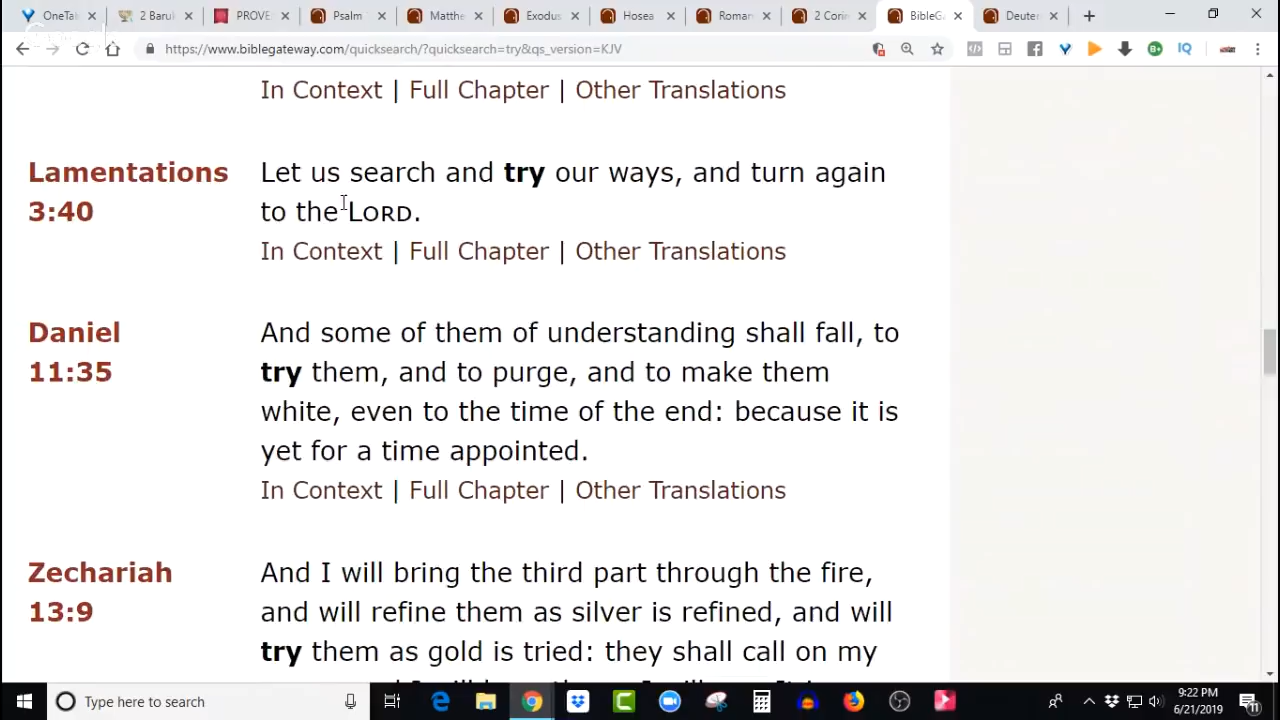 OneTa
2 Baruk
PROVE
Psalm
Matthe
Exodus
Hosea
Roman
2 Corin
BibleGa
Deuter
https://www.biblegateway.com/quicksearch/?quicksearch=try&qs_version=KJV
In Context | Full Chapter | Other Translations
Lamentations 3:40
Let us search and try our ways, and turn again
to the LORD.
In Context | Full Chapter | Other Translations
Daniel
11:35
And some of them of understanding shall fall, to
try them, and to purge, and to make them
white, even to the time of the end: because it is
yet for a time appointed.
In Context | Full Chapter | Other Translations
Zechariah
13:9
And I will bring the third part through the fire,
and will refine them as silver is refined, and will
try them as gold is tried: they shall call on my
Type here to search
9:22 PM
6/21/2019
11